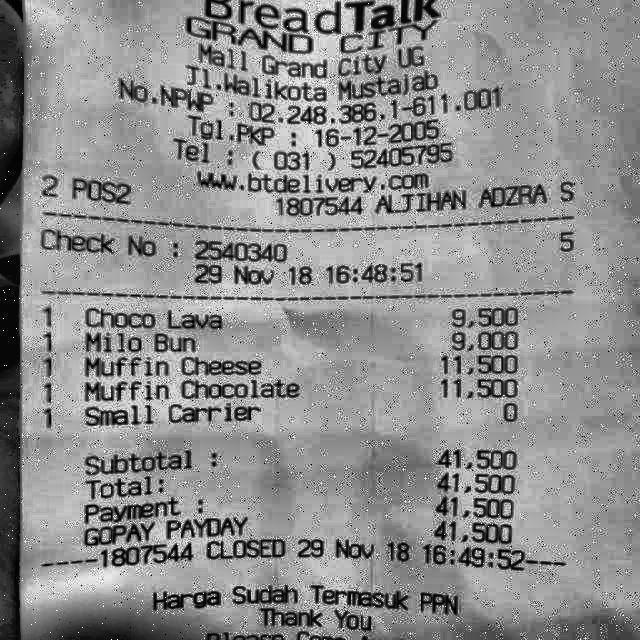 BreadTalk
GRAND CITY
Mall Grand City UG
Jl.Walikota Mustajab
No.NPWP : 02.248.386.1-611.001
Tgl.PKP : 16-12-2005
Tel : ( 031 ) 52405795
www.btdelivery.com
2 POS2 1807544 ALJIHAN ADZRA S
Check No : 2540340 5
29 Nov 18 16:48:51
1 Choco Lava 9,500
1 Milo Bun 9,000
1 Muffin Cheese 11,500
1 Muffin Chocolate 11,500
1 Small Carrier 0
Subtotal : 41,500
Total: 41,500
Payment : 41,500
GOPAY PAYDAY 41,500
-----1807544 CLOSED 29 Nov 18 16:49:52---
Harga Sudah Termasuk PPN
Thank You
Please Come